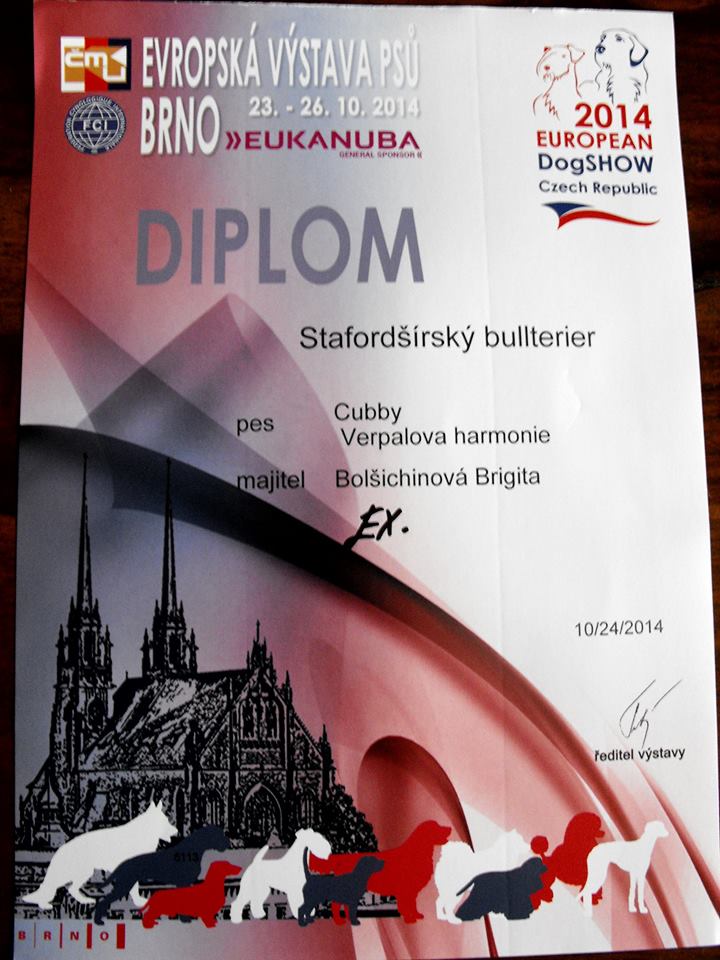 ČMKU
FCI
EVROPSKÁ VÝSTAVA PSŮ
BRNO 23. - 26. 10. 2014
»EUKANUBA
GENERAL SPONSOR
2014
EUROPEAN
DogSHOW
Czech Republic
DIPLOM
Stafordšírský bullterier
pes Cubby
Verpalova harmonie
majitel Bolšichinová Brigita
EX.
10/24/2014
ředitel výstavy
6113
BRNO